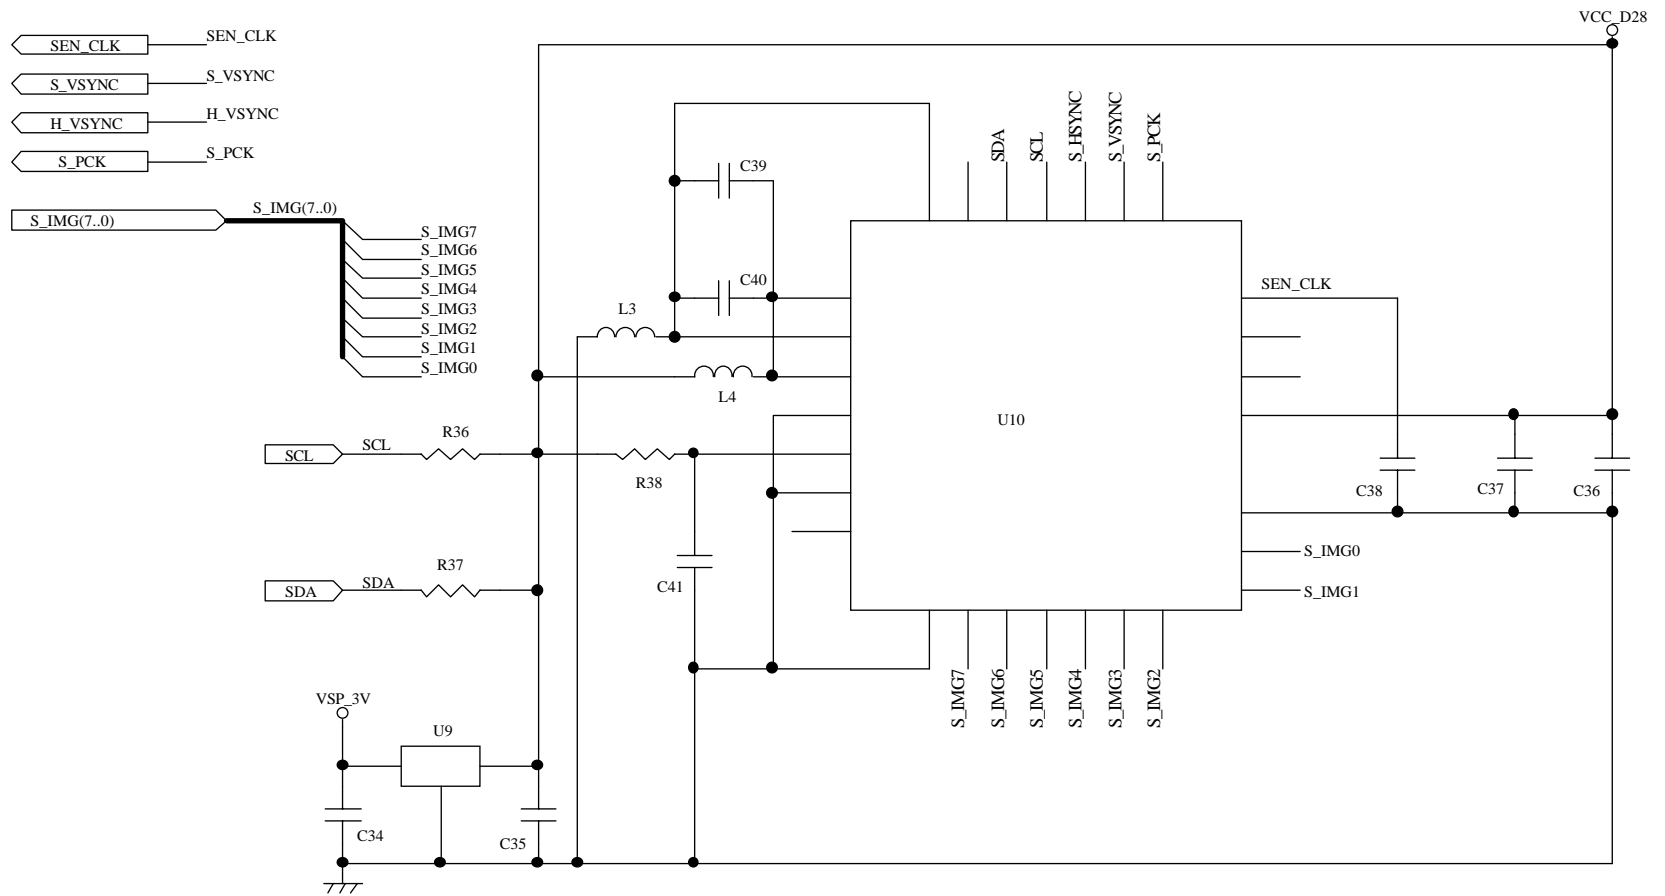 VCC_D28
SEN_CLK SEN_CLK
S_VSYNC S_VSYNC
H_VSYNC H_VSYNC
S_PCK S_PCK
S_IMG(7..0) S_IMG(7..0)
S_IMG7
S_IMG6
S_IMG5
S_IMG4
S_IMG3
S_IMG2
S_IMG1
S_IMG0
SDA
SCL
S_HSYNC
S_VSYNC
S_PCK
C39
C40
L3
L4
SEN_CLK
U10
SCL SCL R36
R38
C38
C37
C36
SDA SDA R37
C41
S_IMG0
S_IMG1
S_IMG7
S_IMG6
S_IMG5
S_IMG4
S_IMG3
S_IMG2
VSP_3V
U9
C34
C35